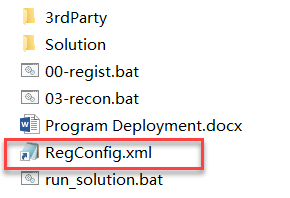 3rdParty
Solution
00-regist.bat
03-recon.bat
Program Deployment.docx
RegConfig.xml
run_solution.bat